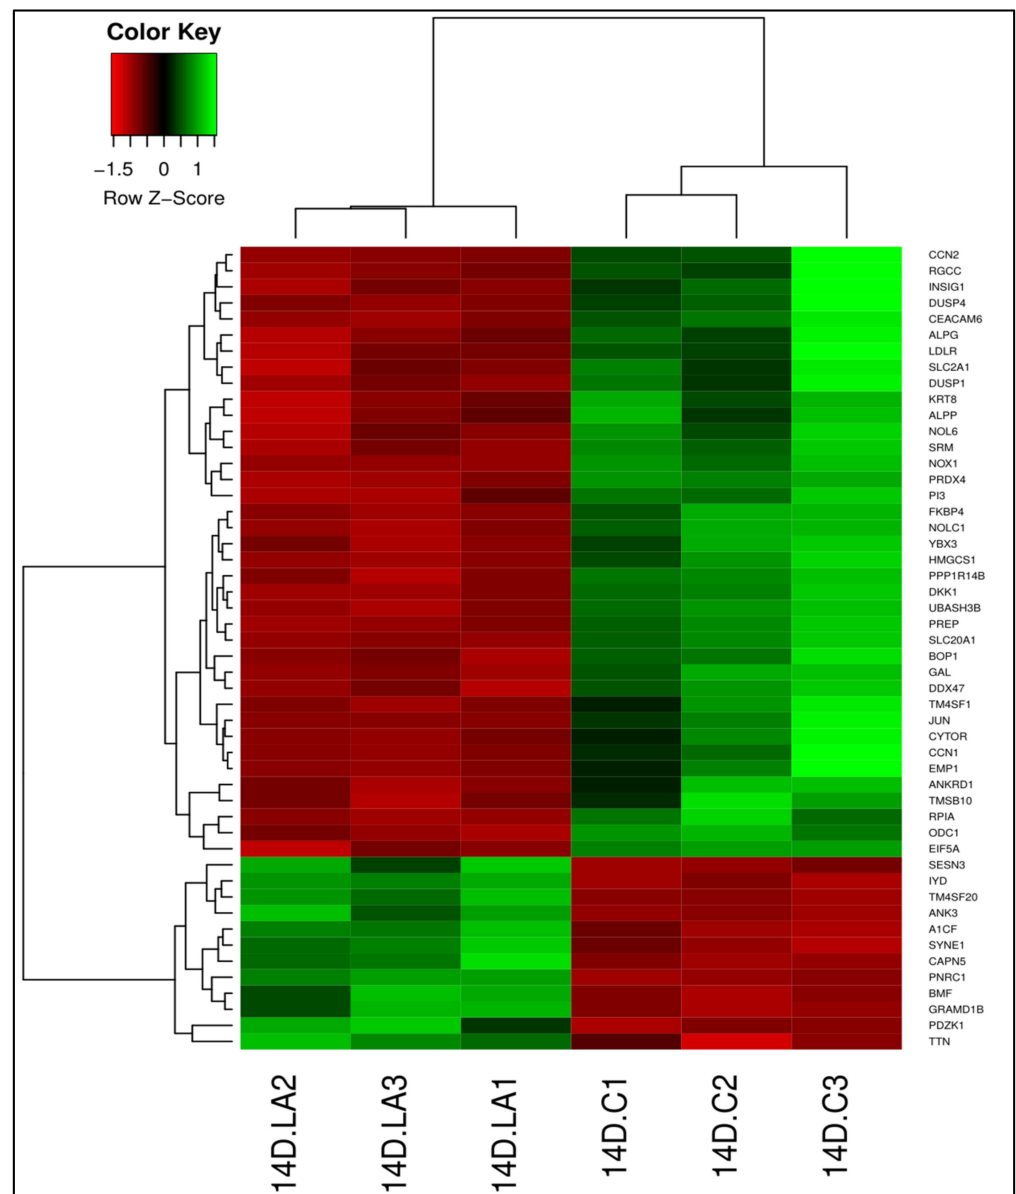 Color Key
−1.5 0 1
Row Z−Score
CCN2
RGCC
INSIG1
DUSP4
CEACAM6
ALPG
LDLR
SLC2A1
DUSP1
KRT8
ALPP
NOL6
SRM
NOX1
PRDX4
PI3
FKBP4
NOLC1
YBX3
HMGCS1
PPP1R14B
DKK1
UBASH3B
PREP
SLC20A1
BOP1
GAL
DDX47
TM4SF1
JUN
CYTOR
CCN1
EMP1
ANKRD1
TMSB10
RPIA
ODC1
EIF5A
SESN3
IYD
TM4SF20
ANK3
A1CF
SYNE1
CAPN5
PNRC1
BMF
GRAMD1B
PDZK1
TTN
14D.LA2
14D.LA3
14D.LA1
14D.C1
14D.C2
14D.C3